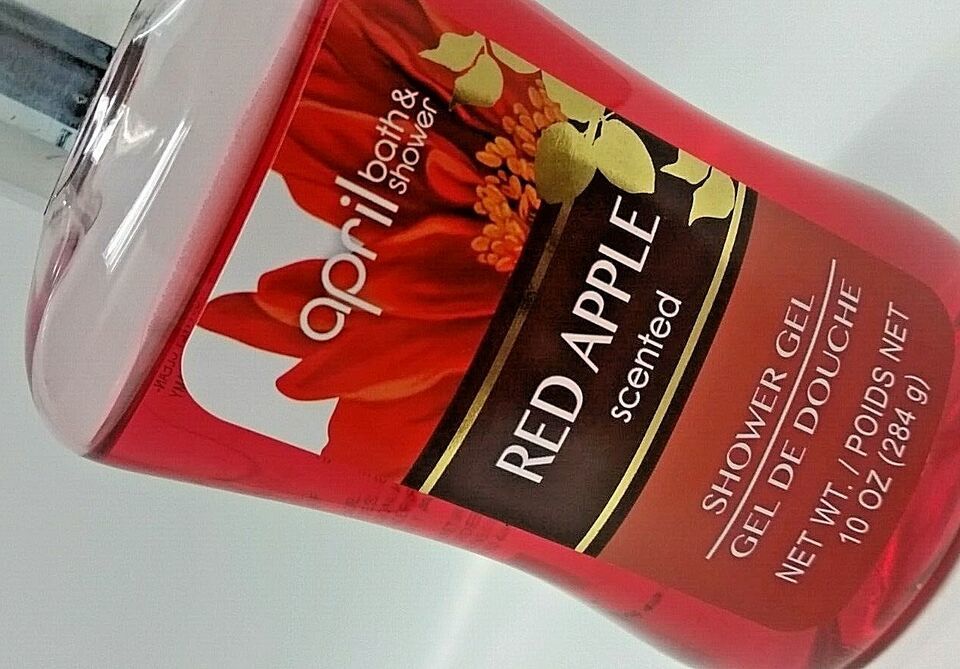 april
bath &
shower
RED APPLE
scented
SHOWER GEL
GEL DE DOUCHE
NET WT. / POIDS NET
10 OZ (284 g)